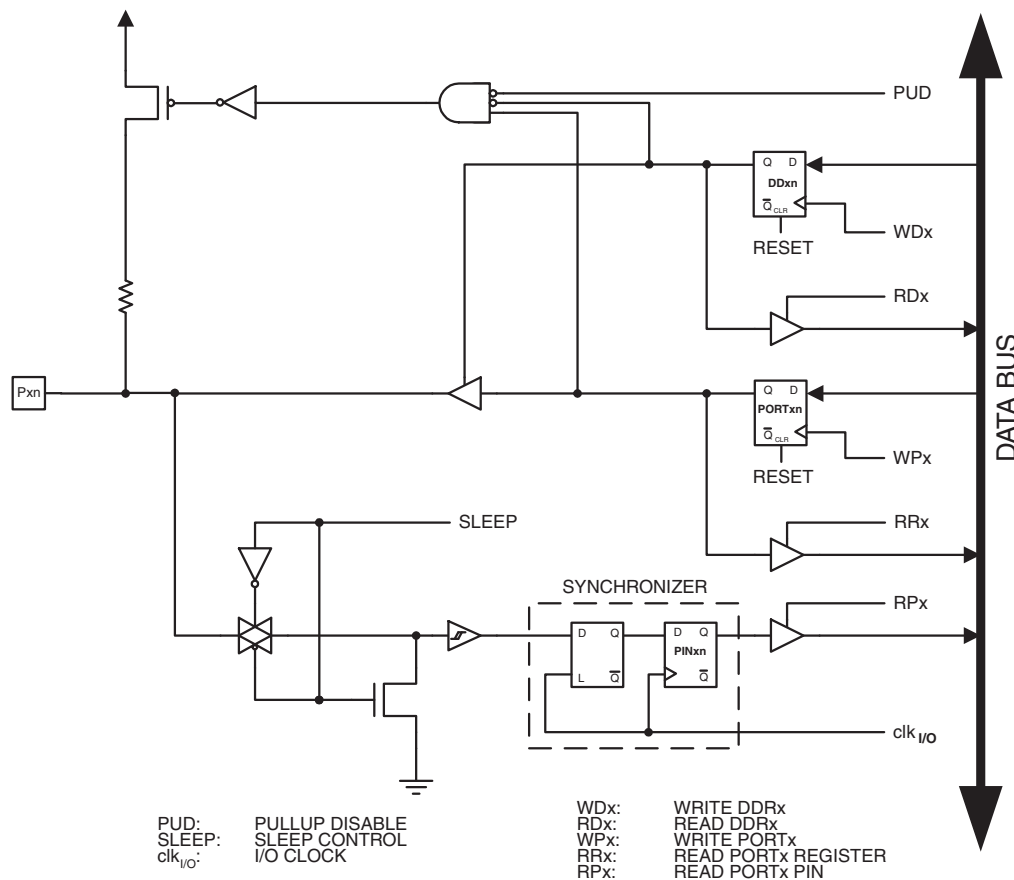 PUD
Q D
DDxn
Q CLR
WDx
RESET
RDx
Pxn
Q D
PORTxn
Q CLR
WPx
RESET
DATA BUS
SLEEP
RRx
SYNCHRONIZER
RPx
D Q
L Q
D Q
PINxn
Q
clk I/O
PUD: PULLUP DISABLE
SLEEP: SLEEP CONTROL
clkI/O: I/O CLOCK
WDx: WRITE DDRx
RDx: READ DDRx
WPx: WRITE PORTx
RRx: READ PORTx REGISTER
RPx: READ PORTx PIN